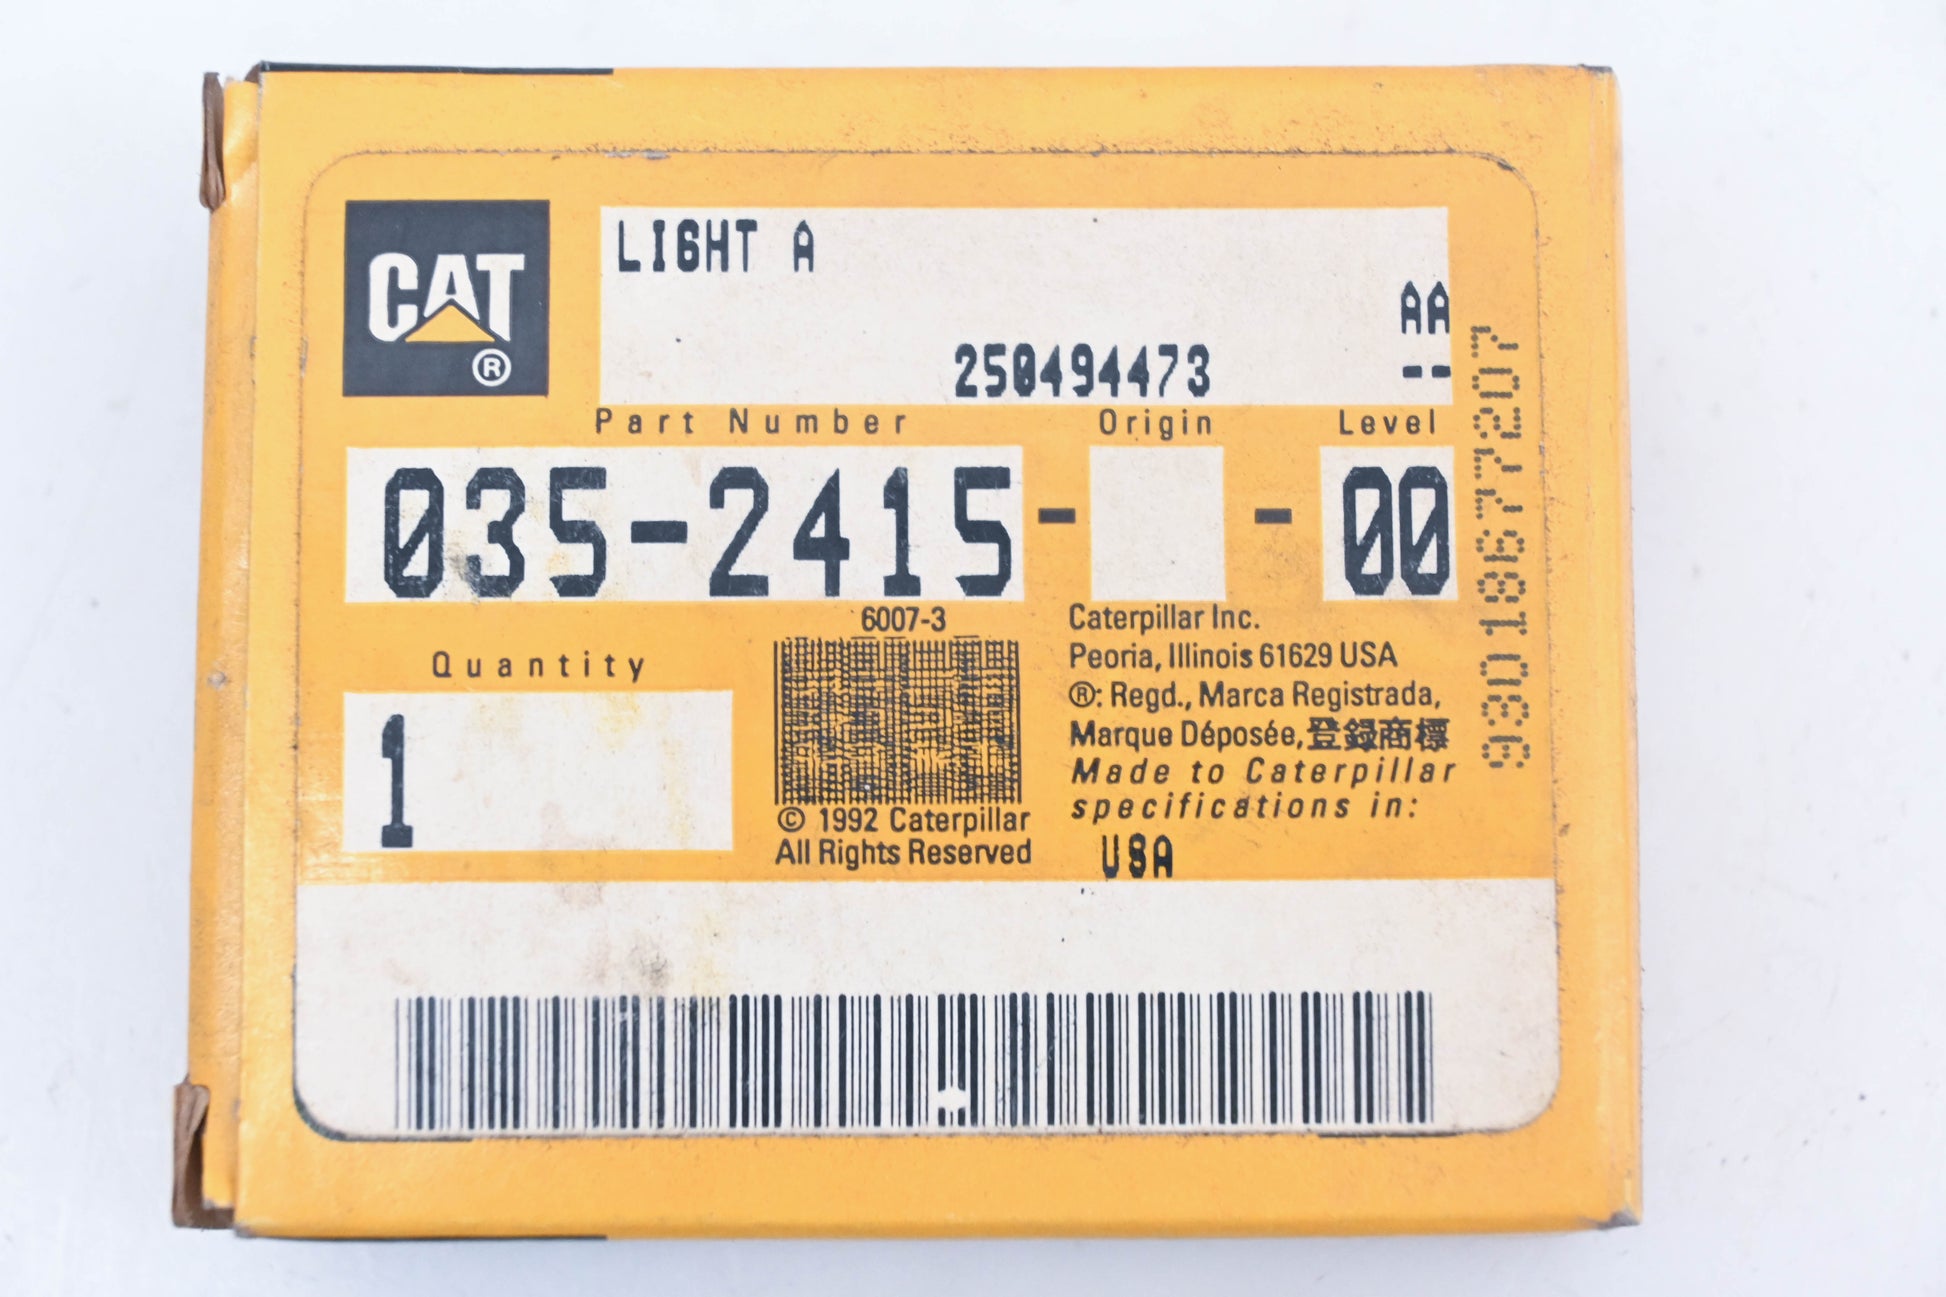 CAT
®
LIGHT A
AA
250494473 --
Part Number Origin Level
035-2415- - 00
6007-3
Quantity
1
© 1992 Caterpillar
All Rights Reserved
Caterpillar Inc.
Peoria, Illinois 61629 USA
®: Regd., Marca Registrada,
Marque Déposée, 登録商標
Made to Caterpillar
specifications in:
USA
93018677207